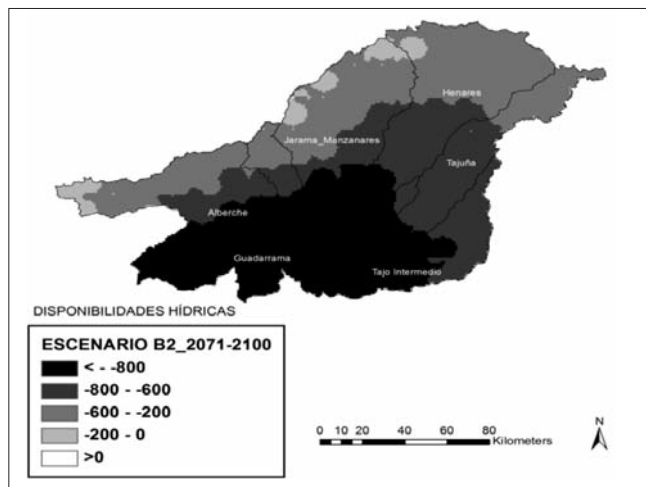 Henares
Jarama_Manzanares
Tajuña
Alberche
Guadarrama
Tajo Intermedio
DISPONIBILIDADES HÍDRICAS
ESCENARIO B2_2071-2100
< - -800
-800 - -600
-600 - -200
-200 - 0
>0
N
0 5 10 20 40 60 80
Kilometers